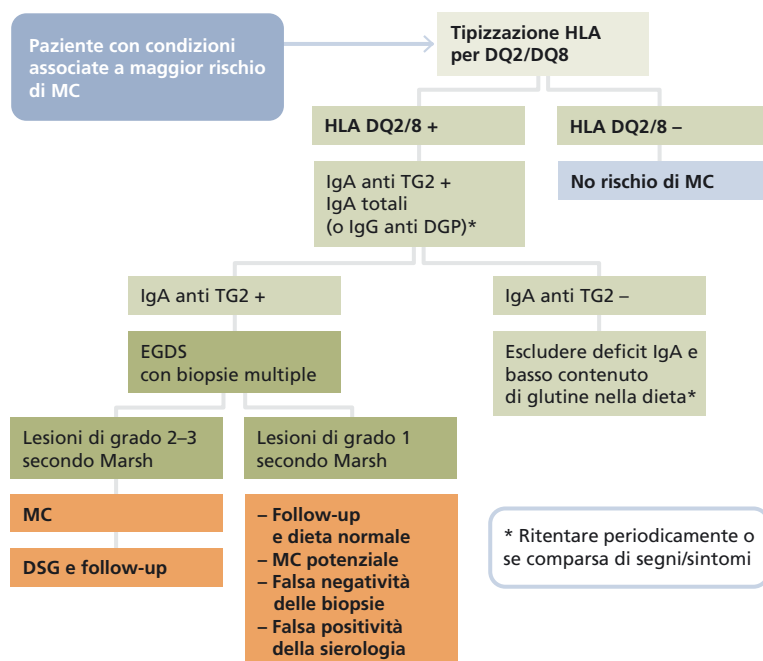 Paziente con condizioni
associate a maggior rischio
di MC
Tipizzazione HLA
per DQ2/DQ8
HLA DQ2/8 +
HLA DQ2/8 –
IgA anti TG2 +
IgA totali
(o IgG anti DGP)*
No rischio di MC
IgA anti TG2 +
IgA anti TG2 –
EGDS
con biopsie multiple
Escludere deficit IgA e
basso contenuto
di glutine nella dieta*
Lesioni di grado 2–3
secondo Marsh
Lesioni di grado 1
secondo Marsh
MC
DSG e follow-up
– Follow-up
e dieta normale
– MC potenziale
– Falsa negatività
delle biopsie
– Falsa positività
della sierologia
* Ritentare periodicamente o
se comparsa di segni/sintomi